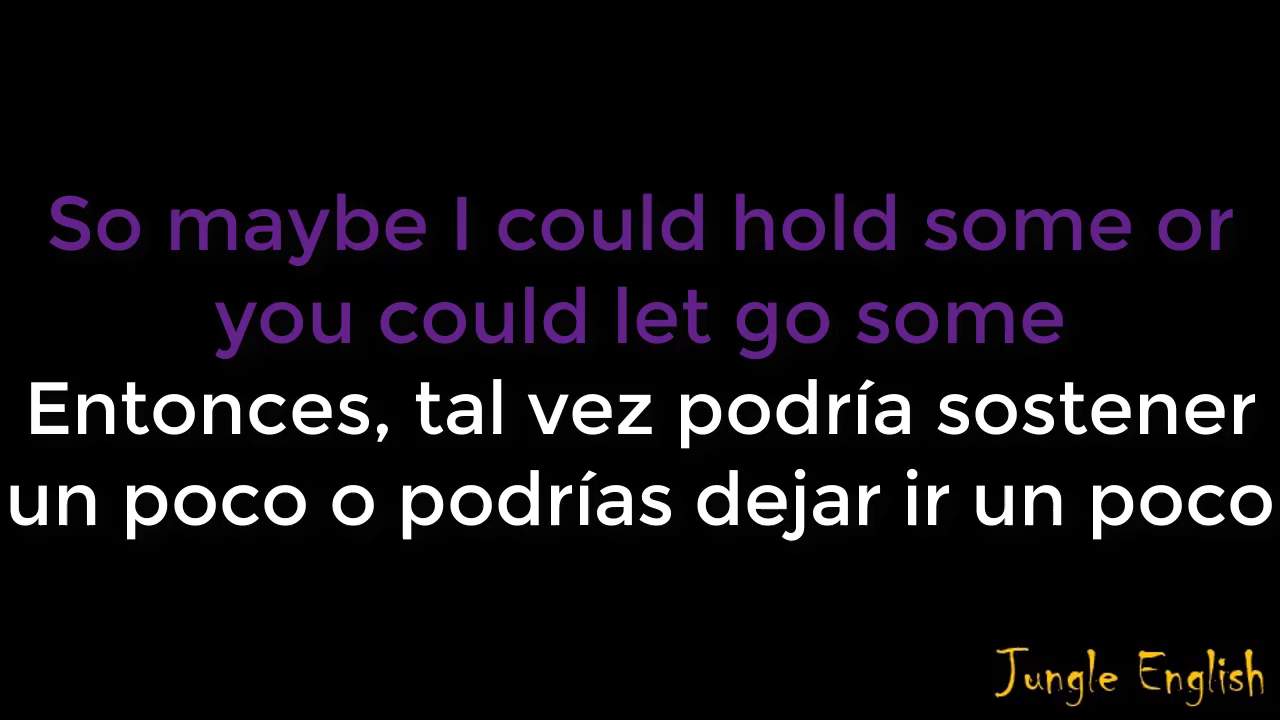 So maybe I could hold some or
you could let go some
Entonces, tal vez podría sostener
un poco o podrías dejar ir un poco
Jungle English